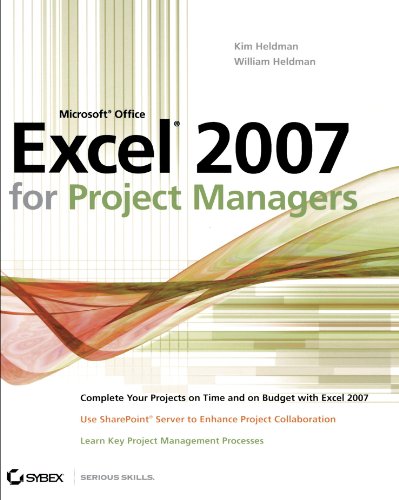 Kim Heldman
William Heldman
Microsoft® Office
Excel® 2007
for Project Managers
Complete Your Projects on Time and on Budget with Excel 2007
Use SharePoint® Server to Enhance Project Collaboration
Learn Key Project Management Processes
SYBEX SERIOUS SKILLS.